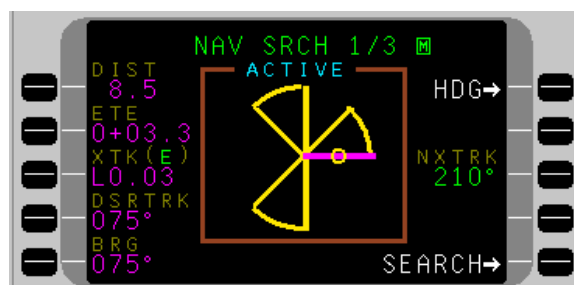 NAV SRCH 1/3 M
ACTIVE
DIST
8.5
HDG→
ETE
0+03.3
XTK(E)
L0.03
NXTRK
210°
DSRTRK
075°
BRG
075°
SEARCH→